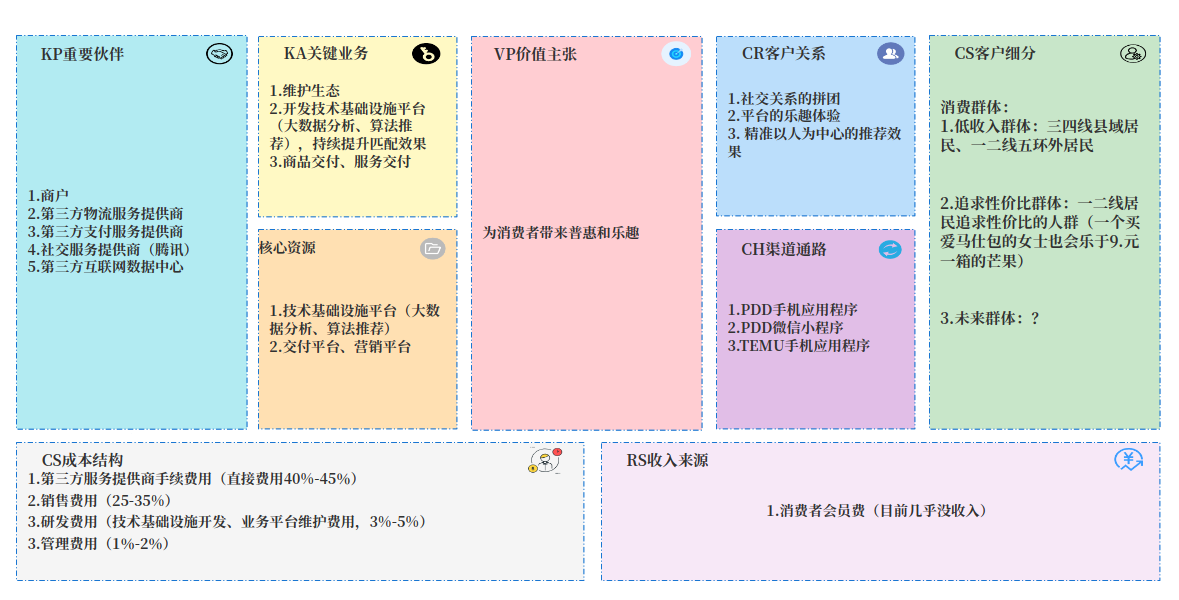 KP重要伙伴
1.商户
2.第三方物流服务提供商
3.第三方支付服务提供商
4.社交服务提供商（腾讯）
5.第三方互联网数据中心
KA关键业务
1.维护生态
2.开发技术基础设施平台
（大数据分析、算法推
荐），持续提升匹配效果
3.商品交付、服务交付
核心资源
1.技术基础设施平台（大数
据分析、算法推荐）
2.交付平台、营销平台
VP价值主张
为消费者带来普惠和乐趣
CR客户关系
1.社交关系的拼团
2.平台的乐趣体验
3. 精准以人为中心的推荐效
果
CH渠道通路
1.PDD手机应用程序
2.PDD微信小程序
3.TEMU手机应用程序
CS客户细分
消费群体：
1.低收入群体：三四线县域居
民、一二线五环外居民
2.追求性价比群体：一二线居
民追求性价比的人群（一个买
爱马仕包的女士也会乐于9.元
一箱的芒果）
3.未来群体：？
CS成本结构
1.第三方服务提供商手续费用（直接费用40%-45%）
2.销售费用（25-35%）
3.研发费用（技术基础设施开发、业务平台维护费用，3%-5%）
3.管理费用（1%-2%）
RS收入来源
1.消费者会员费（目前几乎没收入）